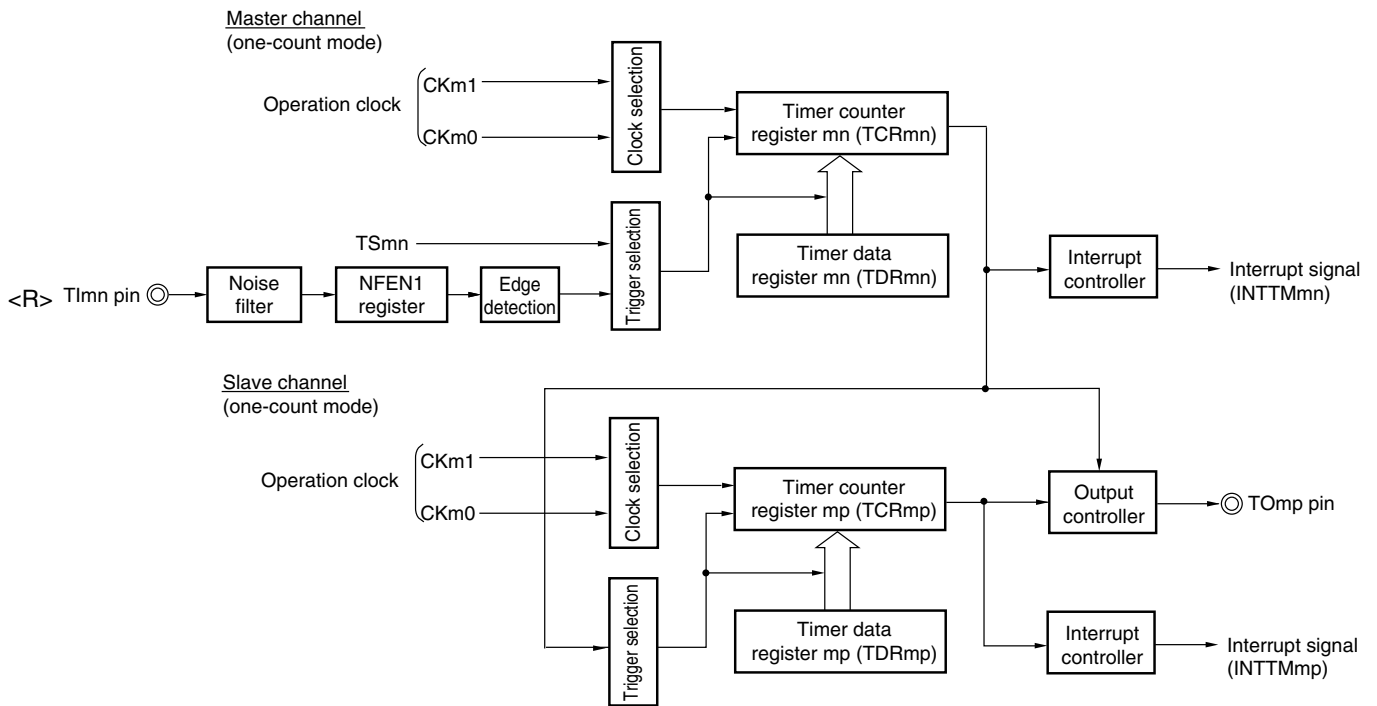 Master channel
(one-count mode)
Operation clock
CKm1
CKm0
Clock selection
Timer counter
register mn (TCRmn)
TSmn
Trigger selection
Timer data
register mn (TDRmn)
Interrupt
controller
Interrupt signal
(INTTMmn)
<R> TImn pin
Noise
filter
NFEN1
register
Edge
detection
Slave channel
(one-count mode)
Operation clock
CKm1
CKm0
Clock selection
Timer counter
register mp (TCRmp)
Output
controller
TOmp pin
Trigger selection
Timer data
register mp (TDRmp)
Interrupt
controller
Interrupt signal
(INTTMmp)